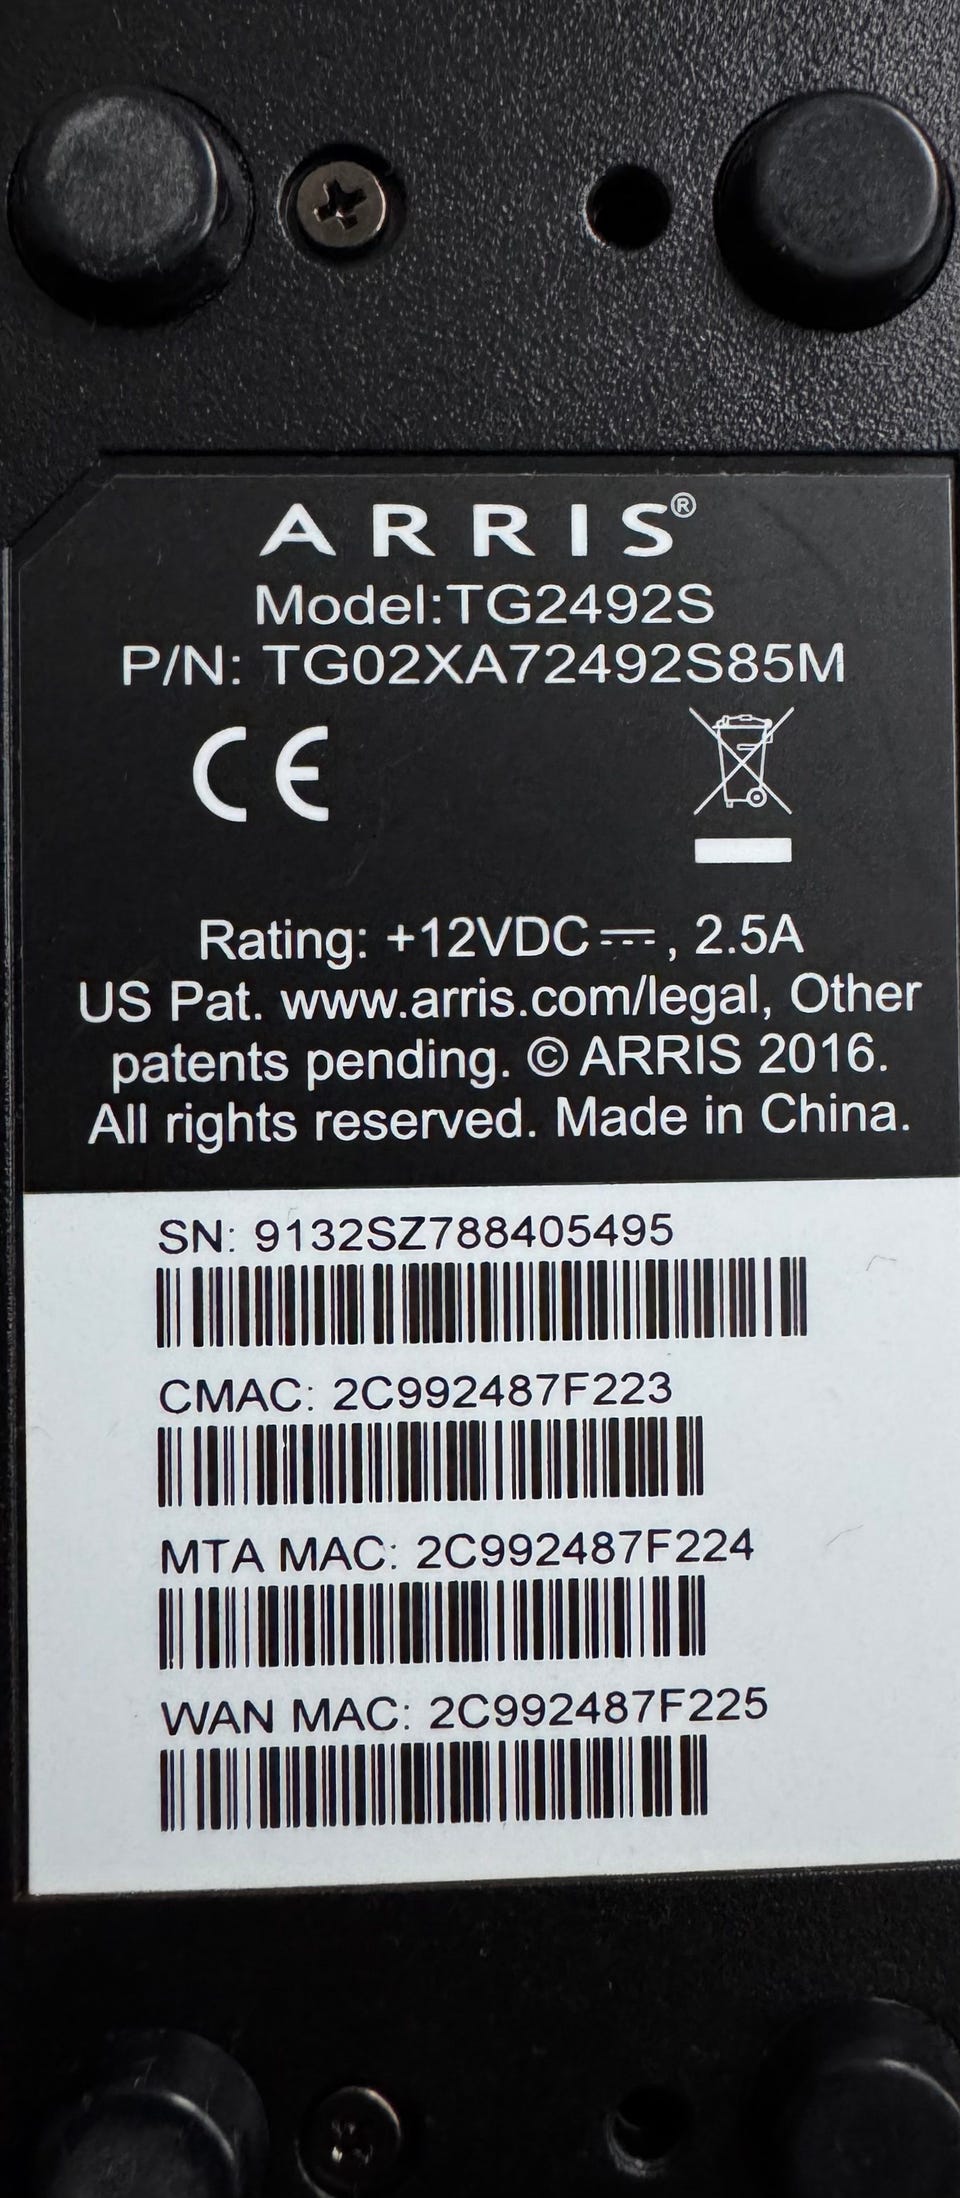 ARRIS®
Model:TG2492S
P/N: TG02XA72492S85M
CE
Rating: +12VDC⎓, 2.5A
US Pat. www.arris.com/legal, Other
patents pending. © ARRIS 2016.
All rights reserved. Made in China.
SN: 9132SZ788405495
CMAC: 2C992487F223
MTA MAC: 2C992487F224
WAN MAC: 2C992487F225